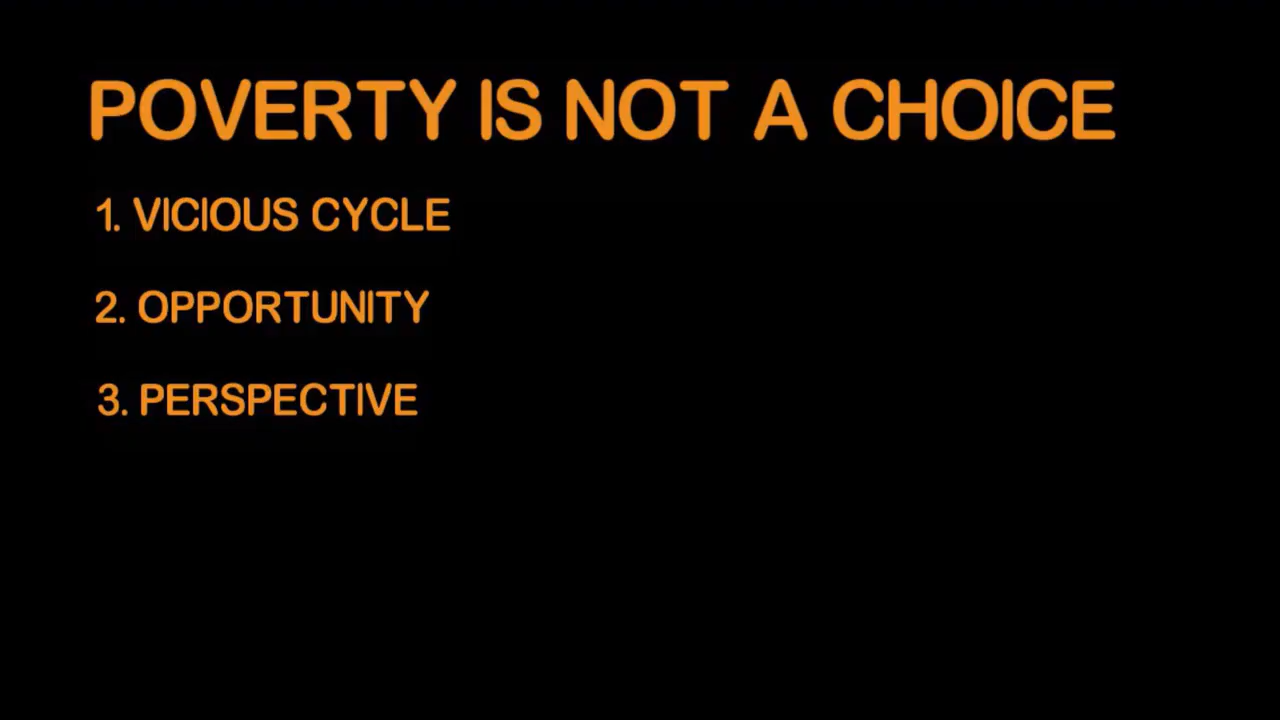 POVERTY IS NOT A CHOICE
1. VICIOUS CYCLE
2. OPPORTUNITY
3. PERSPECTIVE